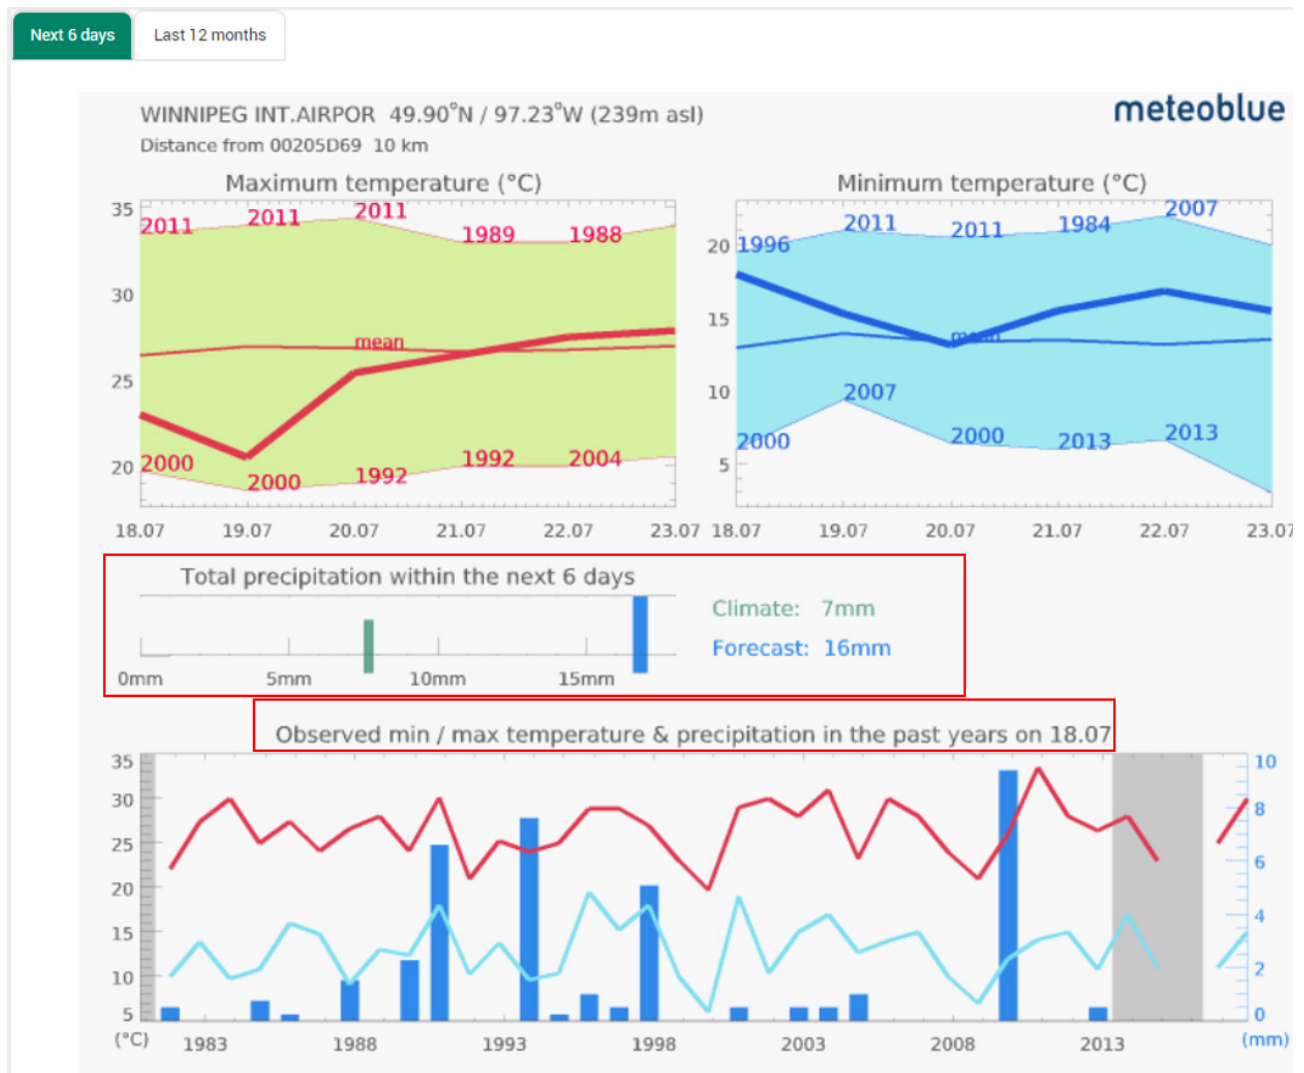 Next 6 days Last 12 months
meteoblue
WINNIPEG INT.AIRPOR 49.90°N / 97.23°W (239m asl)
Distance from 00205D69 10 km
Maximum temperature (°C)
35
30
25
20
2011 2011 2011 1989 1988
mean
2000 2000 1992 1992 2004
18.07 19.07 20.07 21.07 22.07 23.07
Minimum temperature (°C)
20
15
10
5
1996 2011 2011 1984 2007
mean
2000 2007 2000 2013 2013
18.07 19.07 20.07 21.07 22.07 23.07
Total precipitation within the next 6 days
0mm 5mm 10mm 15mm
Climate: 7mm
Forecast: 16mm
Observed min / max temperature & precipitation in the past years on 18.07
35
30
25
20
15
10
5
(°C)
1983 1988 1993 1998 2003 2008 2013
10
8
6
4
2
0
(mm)